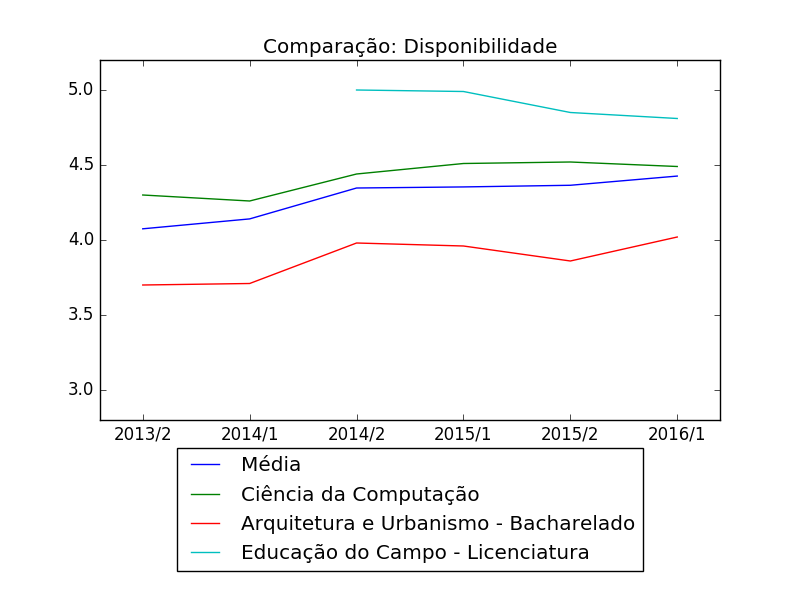 Comparação: Disponibilidade
5.0
4.5
4.0
3.5
3.0
2013/2 2014/1 2014/2 2015/1 2015/2 2016/1
Média
Ciência da Computação
Arquitetura e Urbanismo - Bacharelado
Educação do Campo - Licenciatura